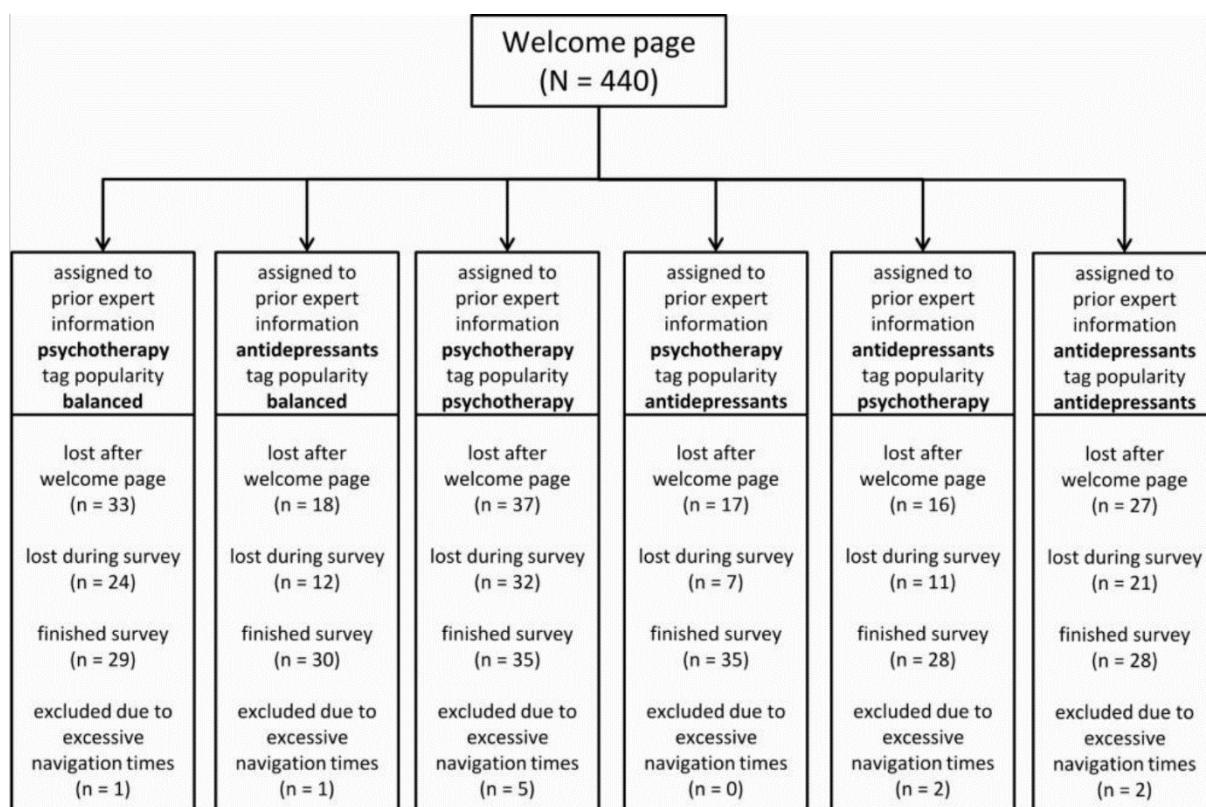 Welcome page
(N = 440)
assigned to
prior expert
information
psychotherapy
tag popularity
balanced
lost after
welcome page
(n = 33)
lost during survey
(n = 24)
finished survey
(n = 29)
excluded due to
excessive
navigation times
(n = 1)
assigned to
prior expert
information
antidepressants
tag popularity
balanced
lost after
welcome page
(n = 18)
lost during survey
(n = 12)
finished survey
(n = 30)
excluded due to
excessive
navigation times
(n = 1)
assigned to
prior expert
information
psychotherapy
tag popularity
psychotherapy
lost after
welcome page
(n = 37)
lost during survey
(n = 32)
finished survey
(n = 35)
excluded due to
excessive
navigation times
(n = 5)
assigned to
prior expert
information
psychotherapy
tag popularity
antidepressants
lost after
welcome page
(n = 17)
lost during survey
(n = 7)
finished survey
(n = 35)
excluded due to
excessive
navigation times
(n = 0)
assigned to
prior expert
information
antidepressants
tag popularity
psychotherapy
lost after
welcome page
(n = 16)
lost during survey
(n = 11)
finished survey
(n = 28)
excluded due to
excessive
navigation times
(n = 2)
assigned to
prior expert
information
antidepressants
tag popularity
antidepressants
lost after
welcome page
(n = 27)
lost during survey
(n = 21)
finished survey
(n = 28)
excluded due to
excessive
navigation times
(n = 2)